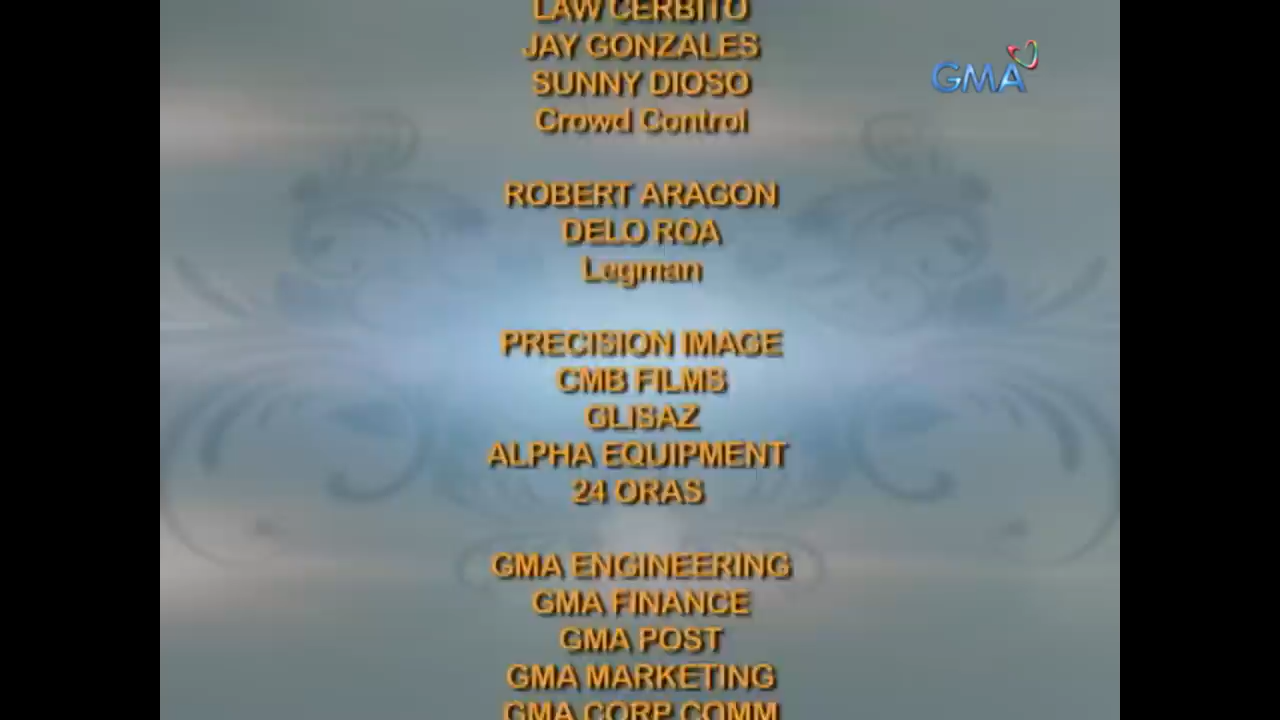 LAW CERBITO
JAY GONZALES
GMA
SUNNY DIOSO
Crowd Control
ROBERT ARAGON
DELO ROA
Legman
PRECISION IMAGE
CMB FILMS
GLISAZ
ALPHA EQUIPMENT
24 ORAS
GMA ENGINEERING
GMA FINANCE
GMA POST
GMA MARKETING
GMA CORP COMM